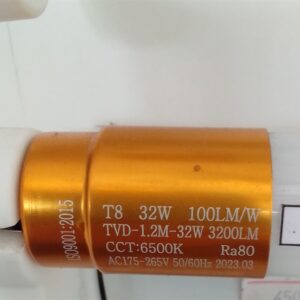 ISO9001:2015
T8 32W 100LM/W
TVD-1.2M-32W 3200LM
CCT:6500K Ra80
AC175-265V 50/60Hz 2023.03